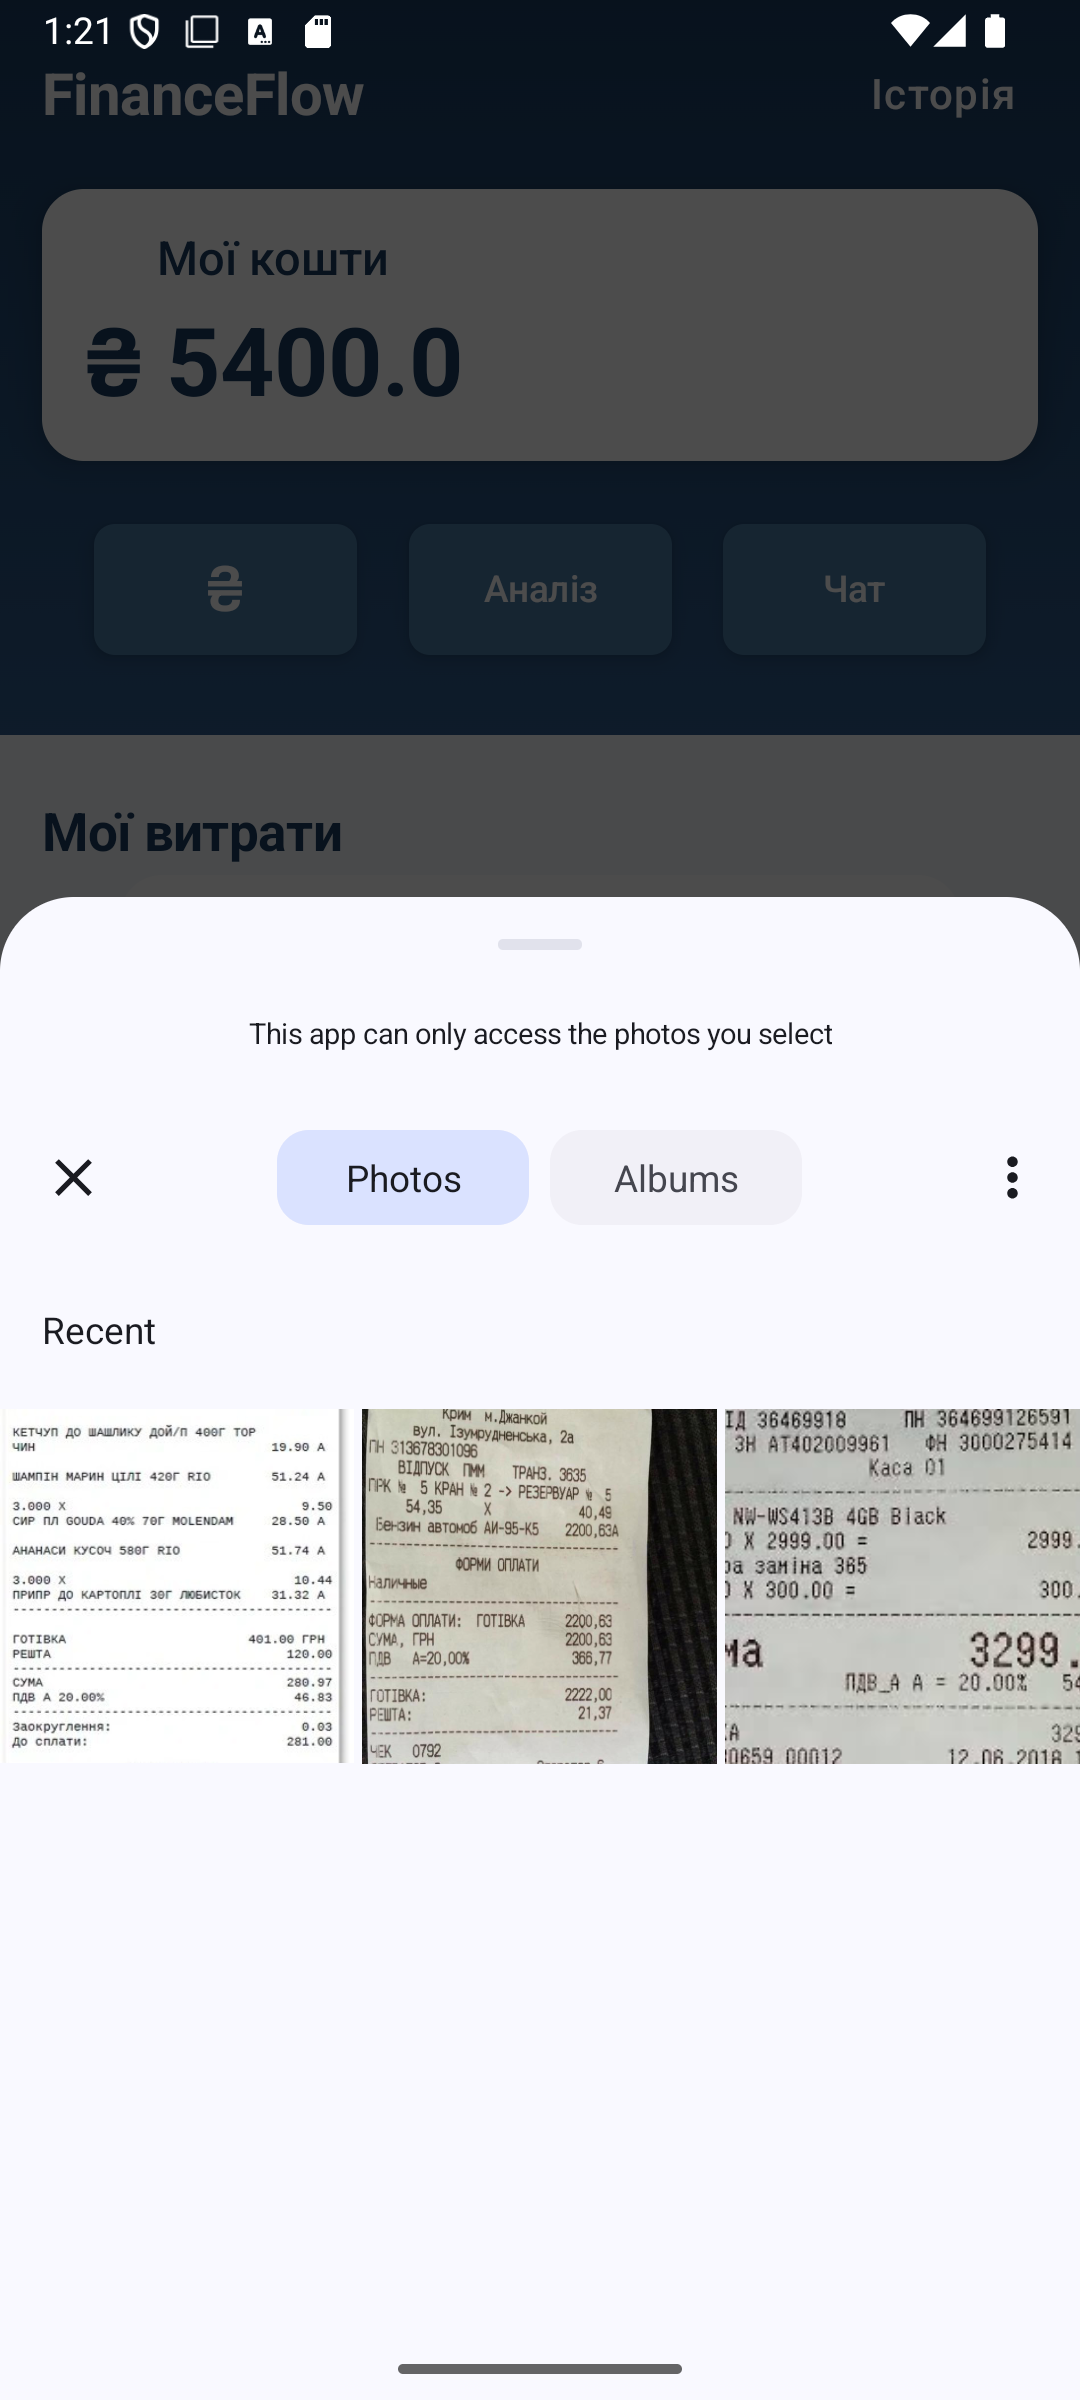 1:21
FinanceFlow
Історія
Мої кошти
₴ 5400.0
₴
Аналіз
Чат
Мої витрати
This app can only access the photos you select
Photos
Albums
Recent
КЕТЧУП ДО ШАШЛИКУ ДОЙ/П 400Г ТОР
ЧИН 19.90 А
ШАМПІН МАРИН ЦІЛІ 420Г RIO 51.24 А
3.000 X 9.50
СИР ПЛ GOUDA 40% 70Г MOLENDAM 28.50 А
АНАНАСИ КУСОЧ 580Г RIO 51.74 А
3.000 X 10.44
ПРИПР ДО КАРТОПЛІ 30Г ЛЮБИСТОК 31.32 А
ГОТІВКА 401.00 ГРН
РЕШТА 120.00
СУМА 280.97
ПДВ А 20.00% 46.83
Заокруглення: 0.03
До сплати: 281.00
Крим м.Джанкой
вул. Ізумрудненська, 2а
ПН 313678301096
ВІДПУСК ПММ ТРАНЗ. 3635
ПРК № 5 КРАН № 2 -> РЕЗЕРВУАР № 5
54,35 X 40,49
Бензин автомоб АИ-95-К5 2200,63А
ФОРМИ ОПЛАТИ
Наличные
ФОРМА ОПЛАТИ: ГОТІВКА 2200,63
СУМА, ГРН 2200,63
ПДВ А=20,00% 366,77
ГОТІВКА: 2222,00
РЕШТА: 21,37
ЧЕК 0792
ІД 36469918 ПН 364699126591
ЗН АТ402009961 ФН 3000275414
Каса 01
NW-WS413B 4GB Black
X 2999.00 = 2999.
ра заміна 365
X 300.00 = 300.
ма 3299.
ПДВ_А А = 20.00% 54
А 329
0659 00012 12.06.2018